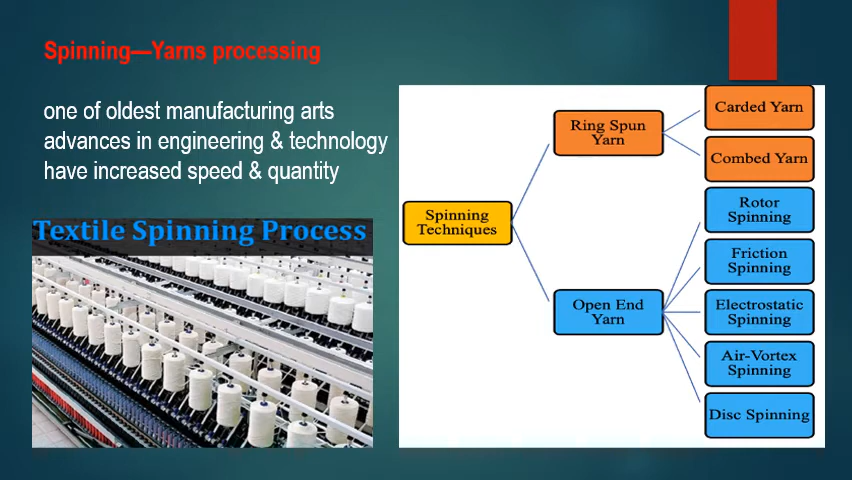 Spinning—Yarns processing
one of oldest manufacturing arts
advances in engineering & technology
have increased speed & quantity
Textile Spinning Process
Spinning
Techniques
Ring Spun
Yarn
Carded Yarn
Combed Yarn
Open End
Yarn
Rotor
Spinning
Friction
Spinning
Electrostatic
Spinning
Air-Vortex
Spinning
Disc Spinning